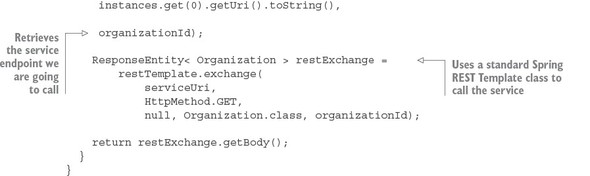 instances.get(0).getUri().toString(),
Retrieves
the service
endpoint we
are going
to call
organizationId);
ResponseEntity< Organization > restExchange =
restTemplate.exchange(
serviceUri,
HttpMethod.GET,
null, Organization.class, organizationId);
Uses a standard Spring
REST Template class to
call the service
return restExchange.getBody();
}
}